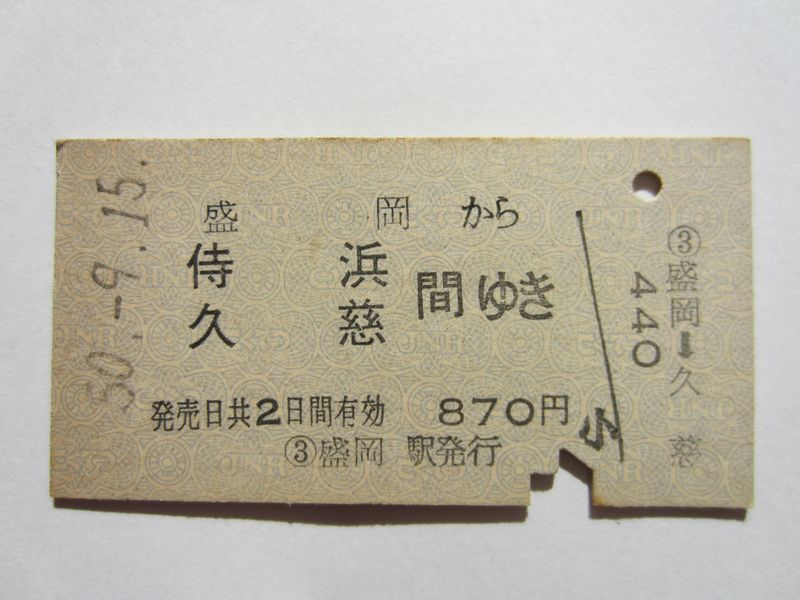 50.-9.15.
盛岡から
侍浜
久慈
間ゆき
発売日共2日間有効 870円
③盛岡駅発行
小
③盛岡➡久慈
440